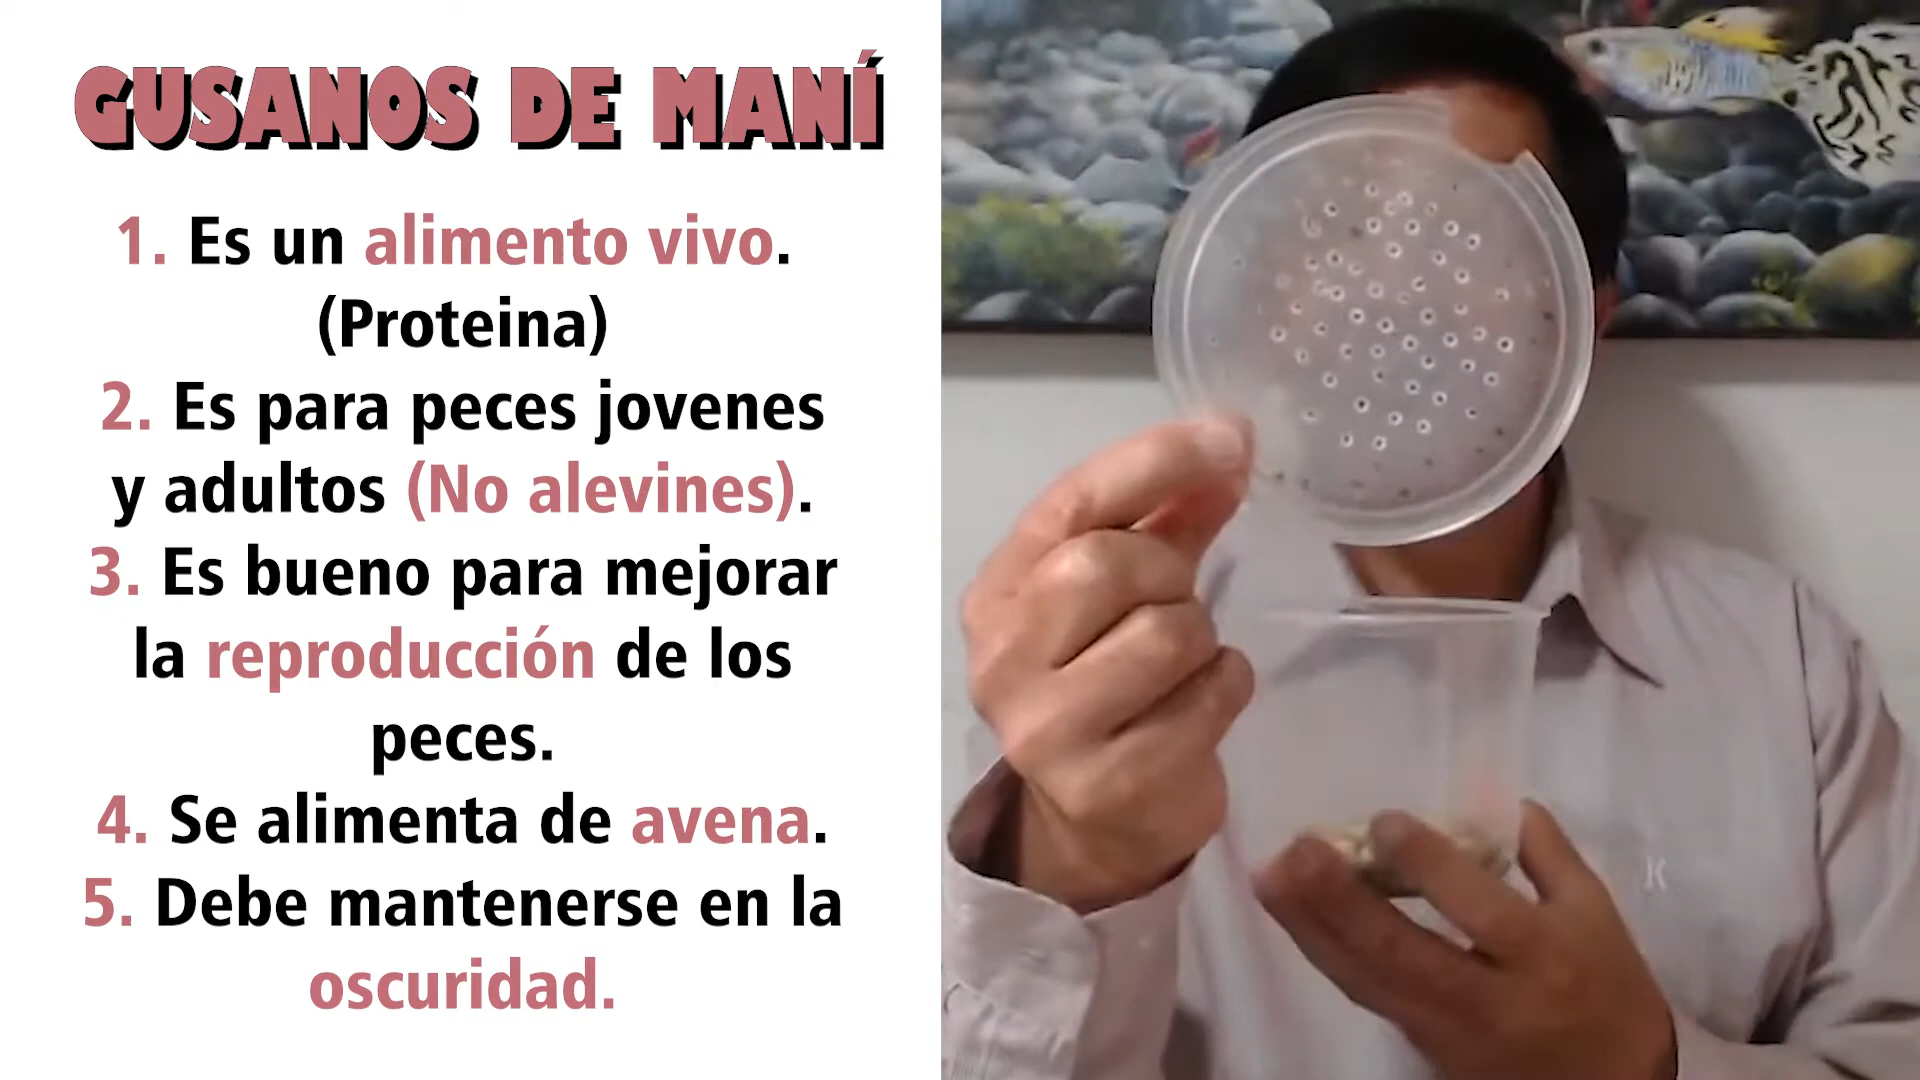 GUSANOS DE MANÍ
1. Es un alimento vivo.
(Proteina)
2. Es para peces jovenes
y adultos (No alevines).
3. Es bueno para mejorar
la reproducción de los
peces.
4. Se alimenta de avena.
5. Debe mantenerse en la
oscuridad.
K